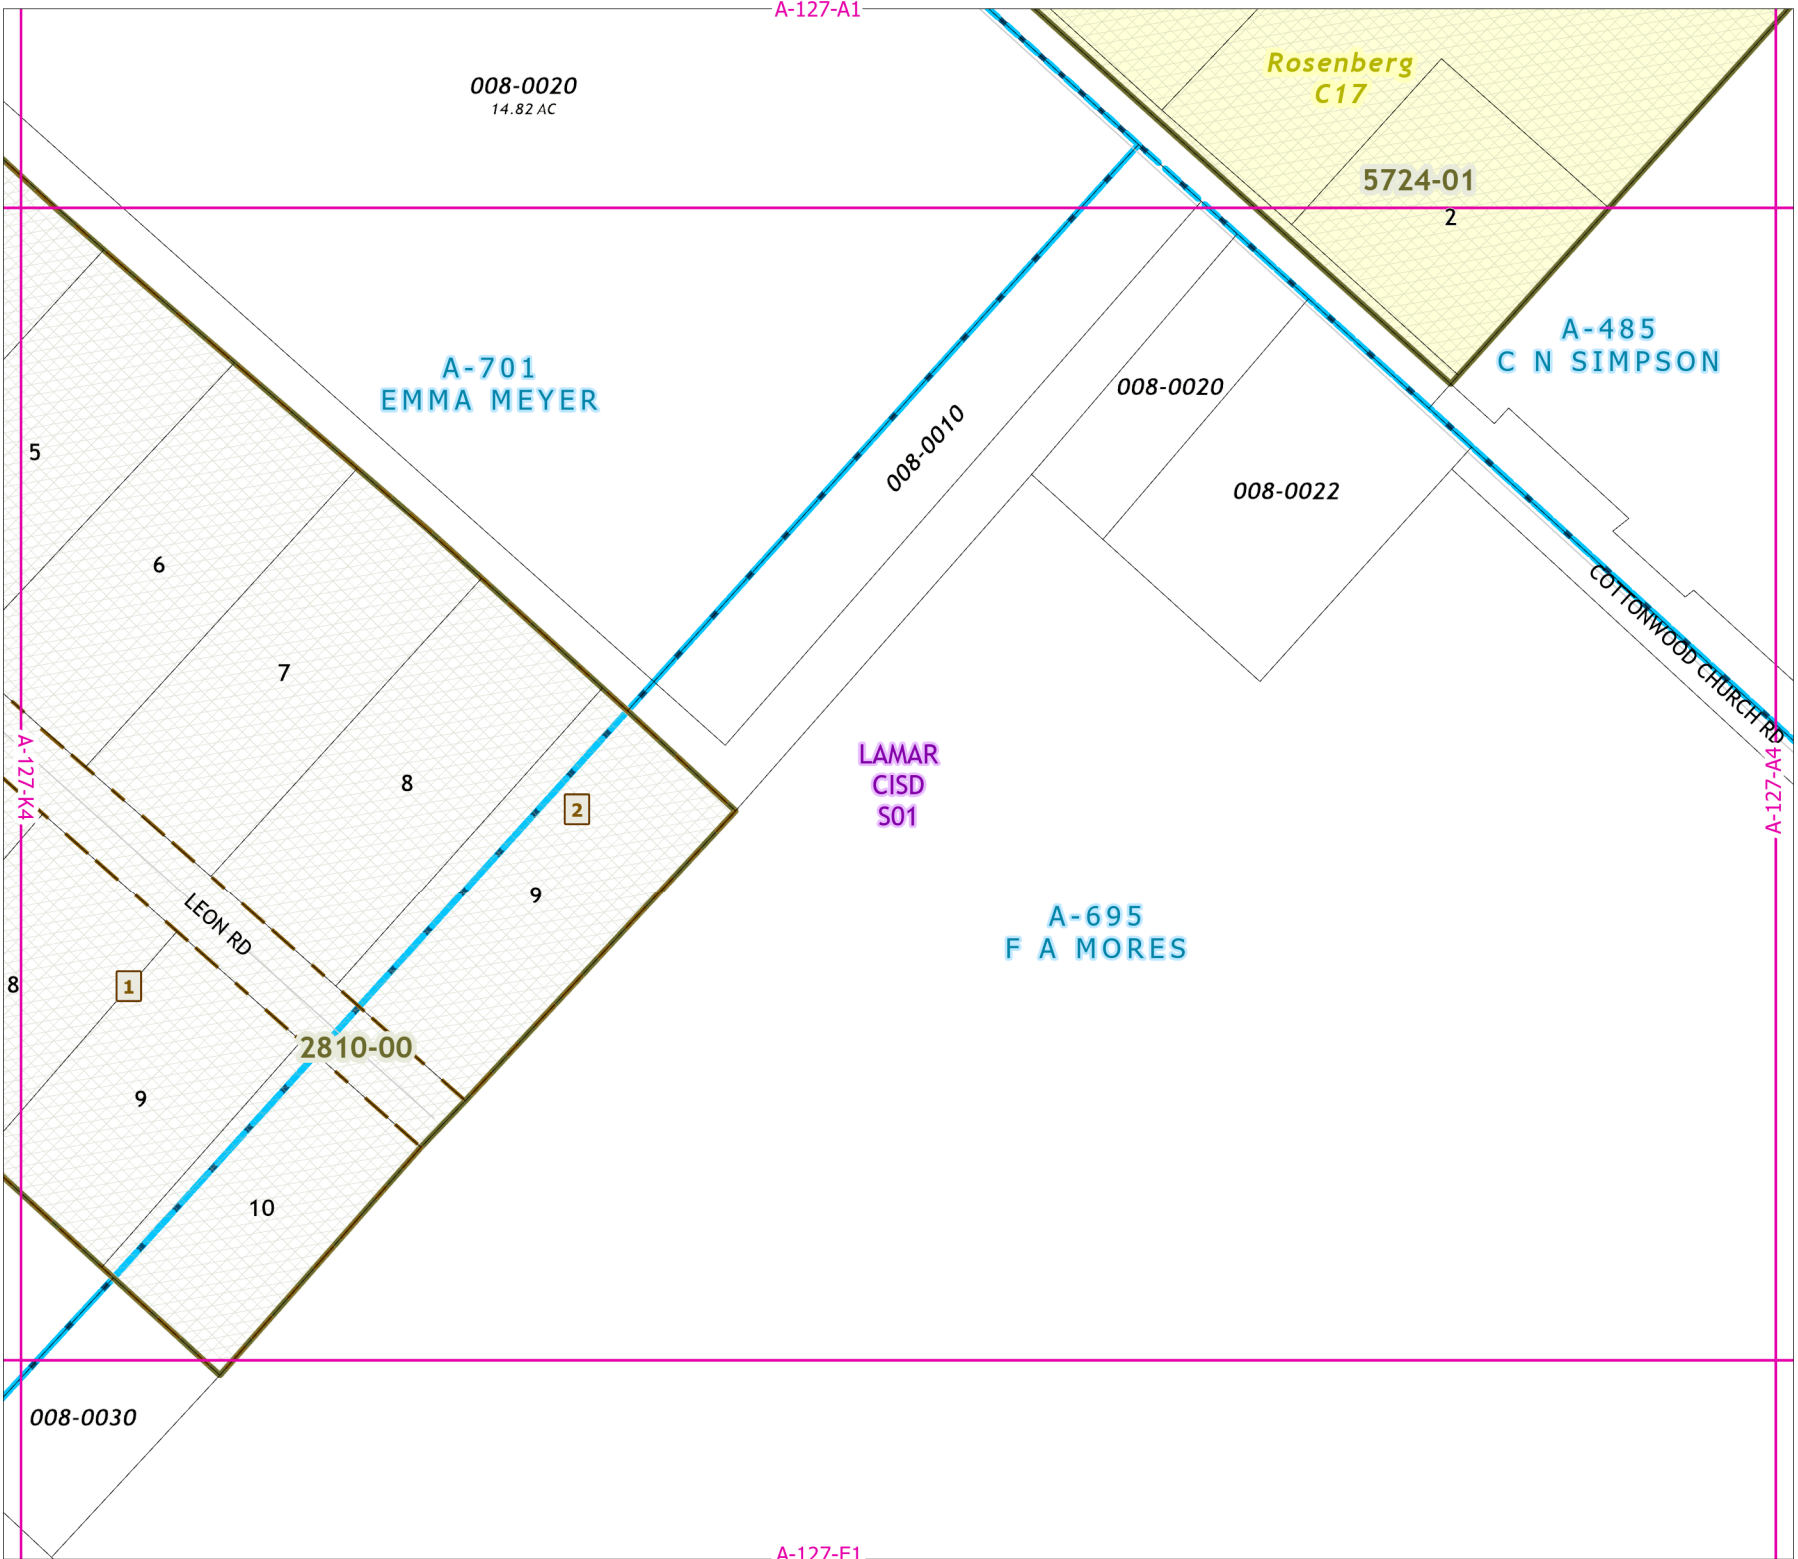 A-127-A1
008-0020
14.82 AC
Rosenberg
C17
5724-01
2
A-485
C N SIMPSON
A-701
EMMA MEYER
008-0010
008-0020
008-0022
5
6
7
8
COTTONWOOD CHURCH RD
A-127-K4
A-127-A4
LAMAR
CISD
S01
2
9
LEON RD
A-695
F A MORES
8
1
2810-00
9
10
008-0030